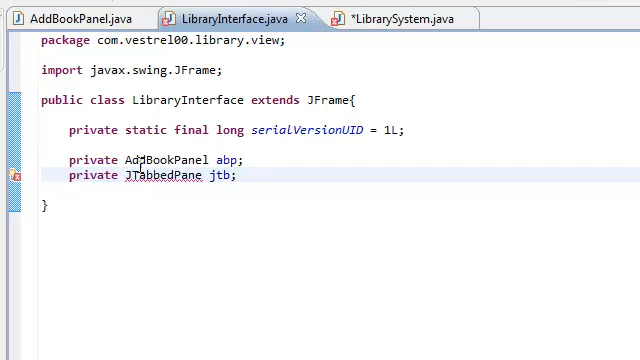 AddBookPanel.java LibraryInterface.java *LibrarySystem.java
package com.vestrel00.library.view;
import javax.swing.JFrame;
public class LibraryInterface extends JFrame{
private static final long serialVersionUID = 1L;
private AddBookPanel abp;
private JTabbedPane jtb;
}